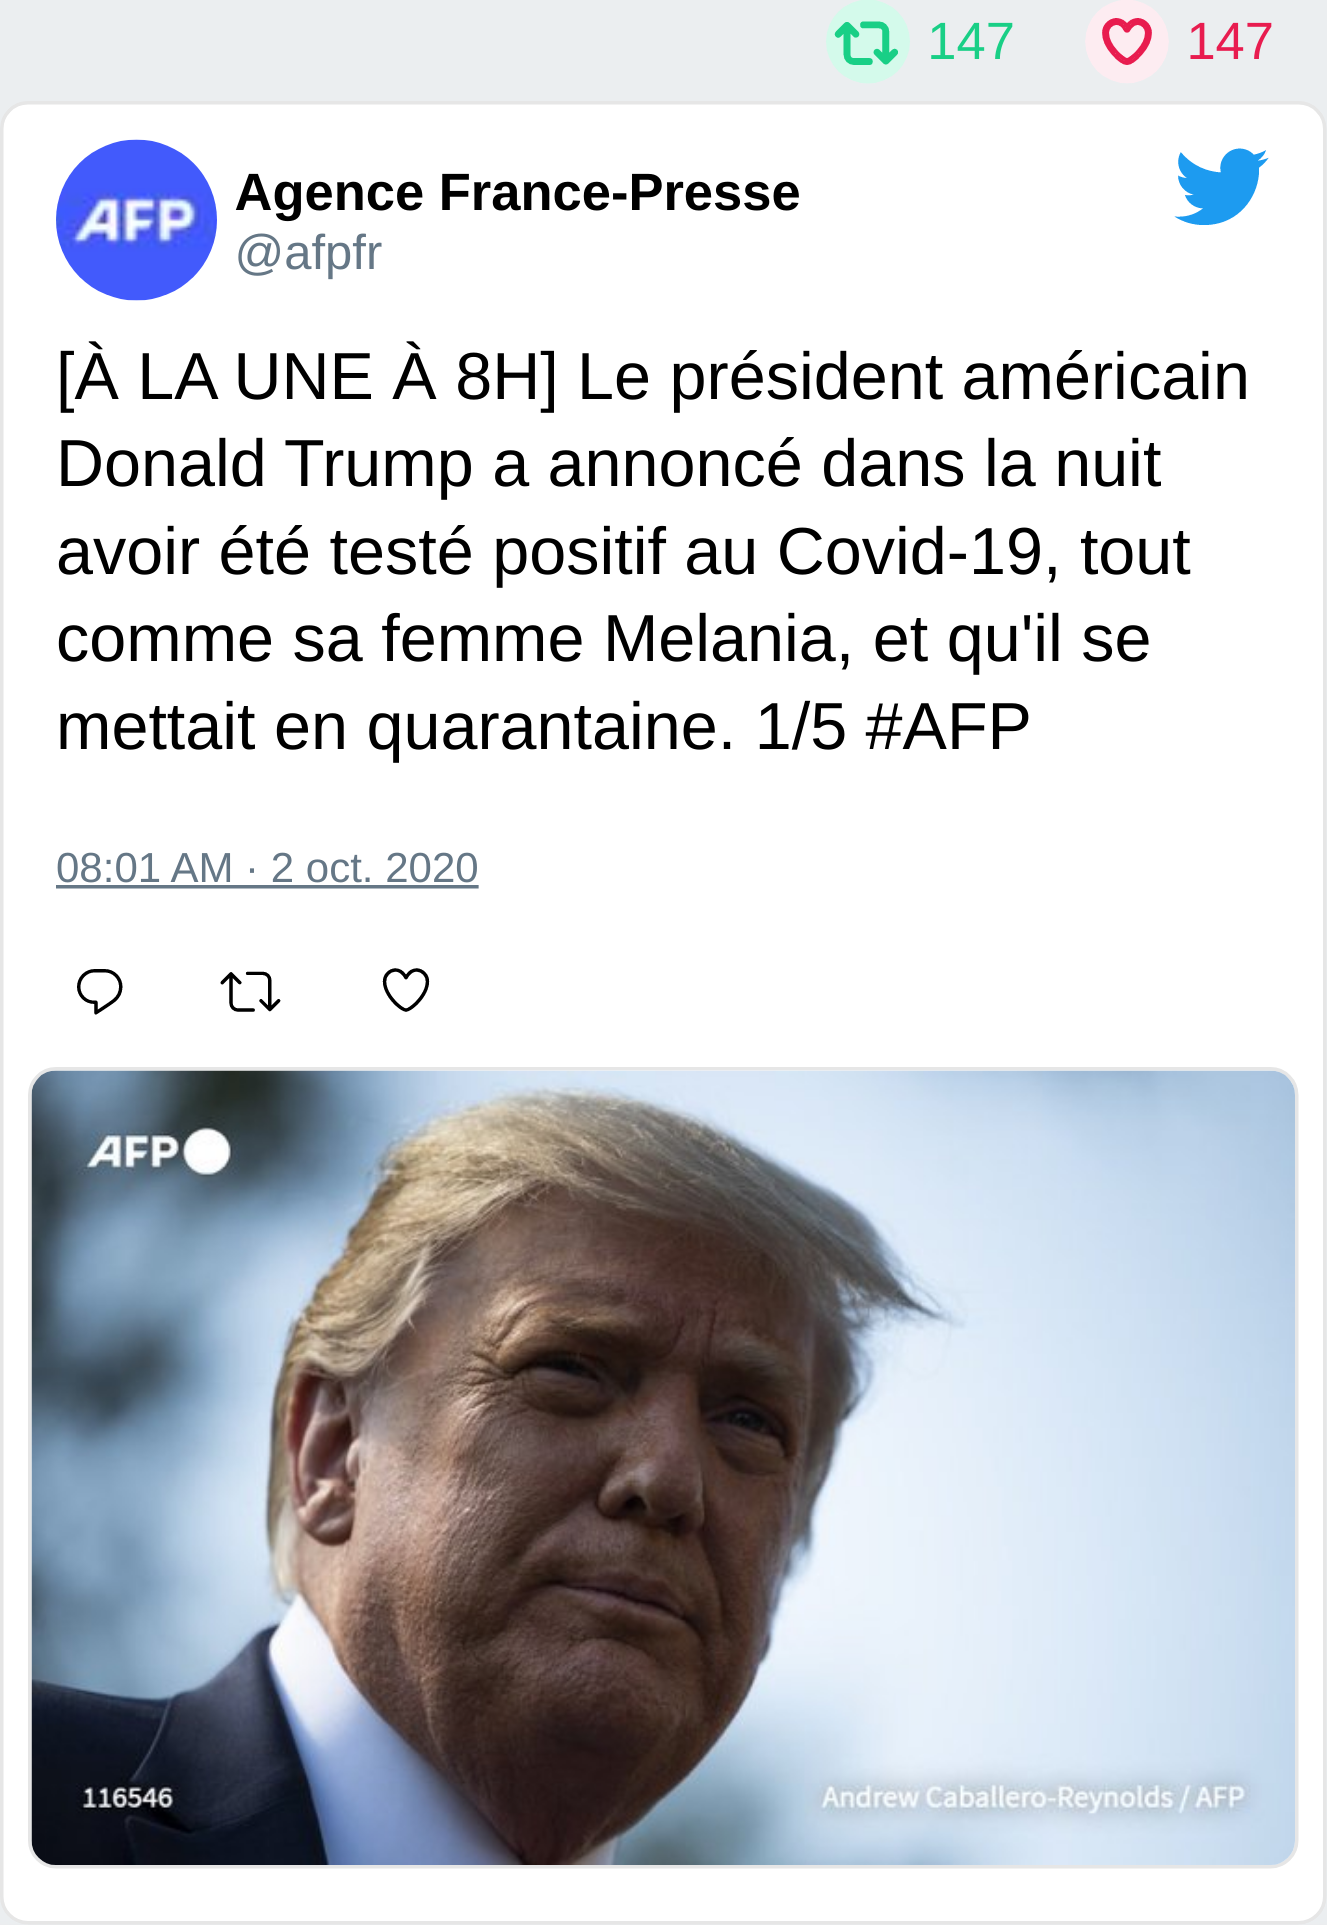 147 147
AFP
Agence France-Presse
@afpfr
[À LA UNE À 8H] Le président américain
Donald Trump a annoncé dans la nuit
avoir été testé positif au Covid-19, tout
comme sa femme Melania, et qu'il se
mettait en quarantaine. 1/5 #AFP
08:01 AM · 2 oct. 2020
AFP
116546
Andrew Caballero-Reynolds / AFP